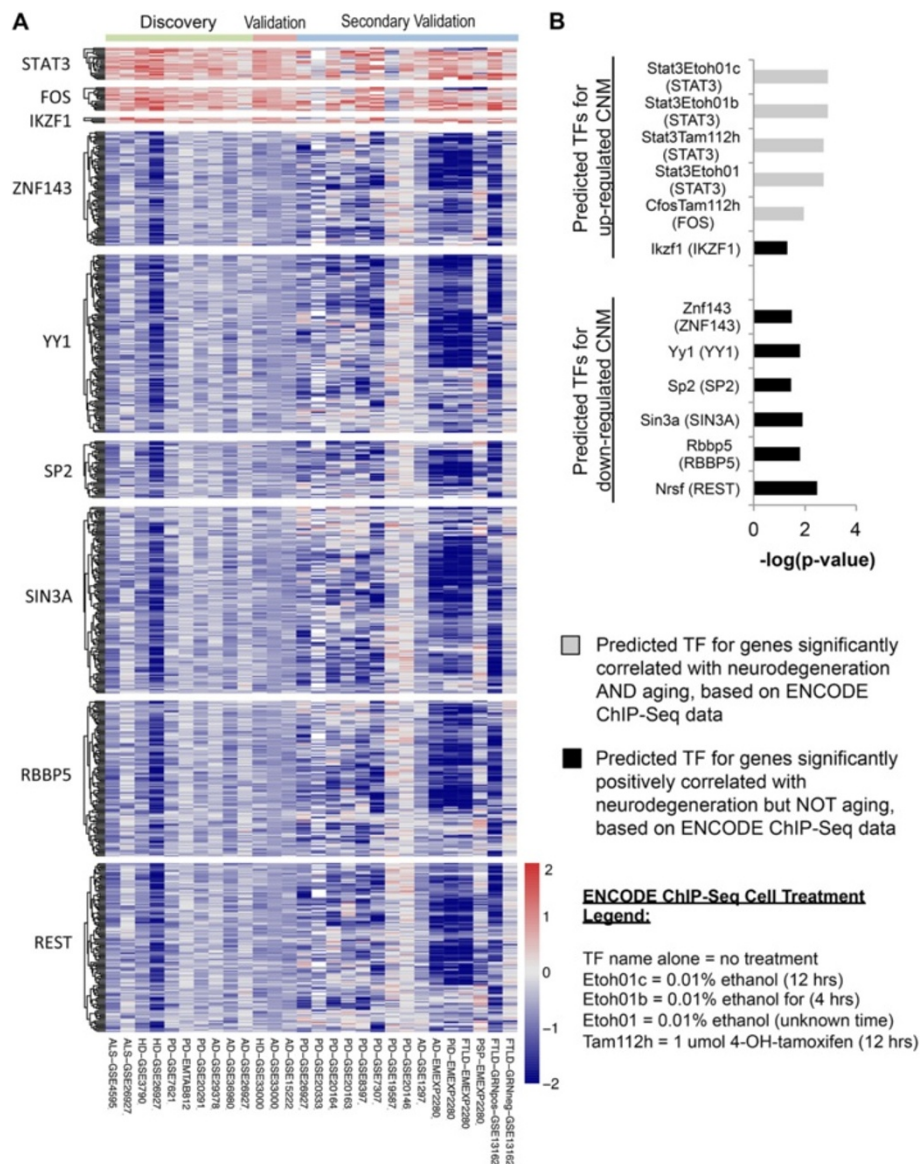 A
Discovery
Validation
Secondary Validation
STAT3
FOS
IKZF1
ZNF143
YY1
SP2
SIN3A
RBBP5
REST
2
1
0
−1
−2
ALS−GSE4595.
ALS−GSE26927.
HD−GSE3790
HD−GSE26927
PD−GSE7621
PD−EMTAB812
PD−GSE20291.
AD−GSE29378
AD−GSE36980
AD−GSE26927.
HD−GSE33000
AD−GSE33000
AD−GSE15222
PD−GSE26927.
PD−GSE20333
PD−GSE20164
PD−GSE20163
PD−GSE8397.
PD−GSE7307.
PD−GSE19587.
PD−GSE20146
AD−GSE1297.
AD−EMEXP2280
PiD−EMEXP2280
FTLD−EMEXP2280
PSP−EMEXP2280.
FTLD−GRNpos−GSE13162
FTLD−GRNneg−GSE13162
B
Predicted TFs for
up-regulated CNM
Stat3Etoh01c
(STAT3)
Stat3Etoh01b
(STAT3)
Stat3Tam112h
(STAT3)
Stat3Etoh01
(STAT3)
CfosTam112h
(FOS)
Ikzf1 (IKZF1)
Predicted TFs for
down-regulated CNM
Znf143
(ZNF143)
Yy1 (YY1)
Sp2 (SP2)
Sin3a (SIN3A)
Rbbp5
(RBBP5)
Nrsf (REST)
0 2 4
-log(p-value)
Predicted TF for genes significantly
correlated with neurodegeneration
AND aging, based on ENCODE
ChIP-Seq data
Predicted TF for genes significantly
positively correlated with
neurodegeneration but NOT aging,
based on ENCODE ChIP-Seq data
ENCODE ChIP-Seq Cell Treatment
Legend:
TF name alone = no treatment
Etoh01c = 0.01% ethanol (12 hrs)
Etoh01b = 0.01% ethanol for (4 hrs)
Etoh01 = 0.01% ethanol (unknown time)
Tam112h = 1 umol 4-OH-tamoxifen (12 hrs)